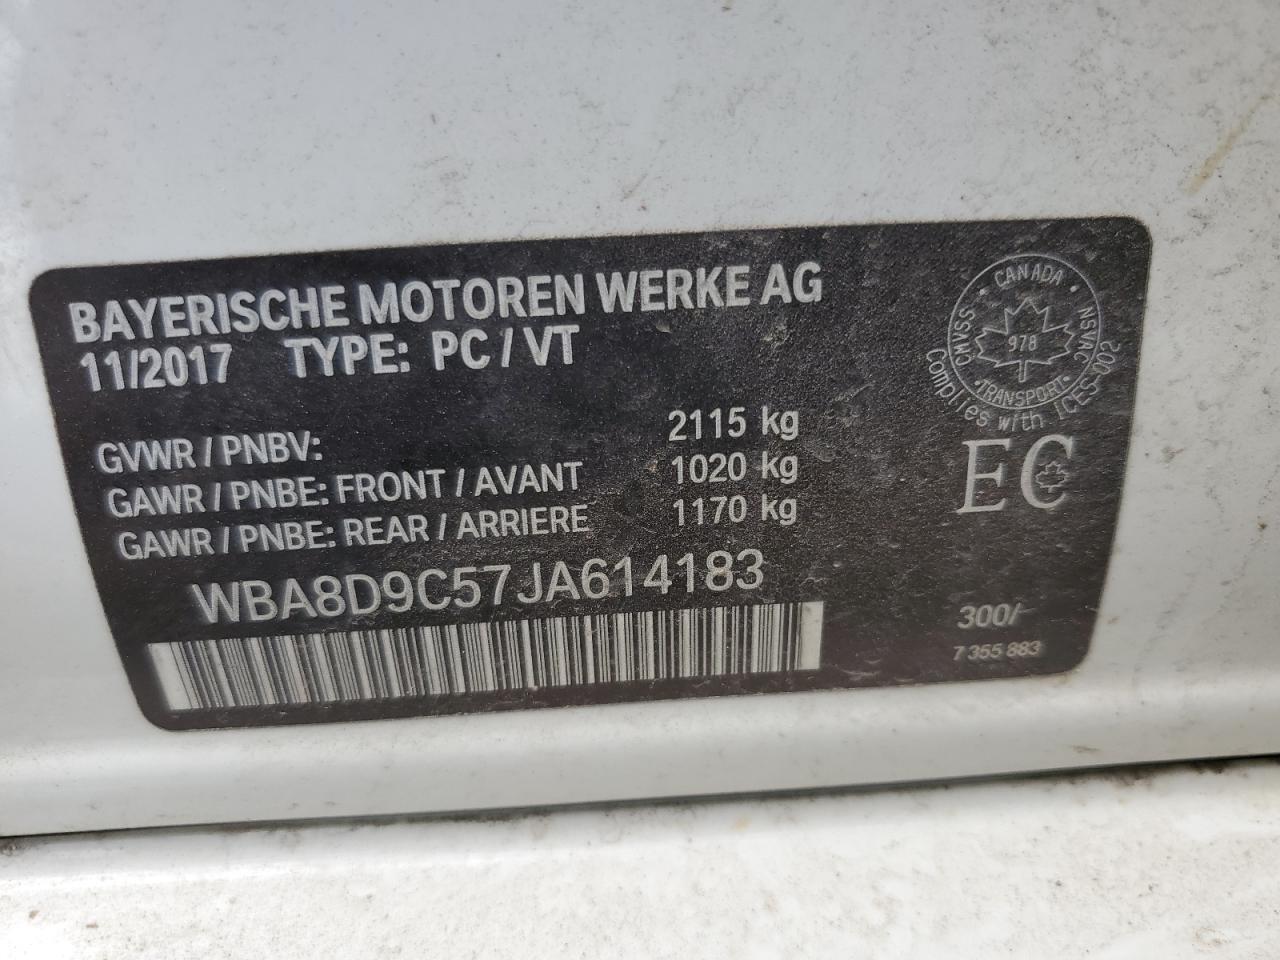 BAYERISCHE MOTOREN WERKE AG
11/2017 TYPE: PC / VT
GVWR / PNBV: 2115 kg
GAWR / PNBE: FRONT / AVANT 1020 kg
GAWR / PNBE: REAR / ARRIERE 1170 kg
WBA8D9C57JA614183
CANADA
CMVSS NSVAC
978
TRANSPORT
Complies with ICES-002
EC
300/-
7 355 883